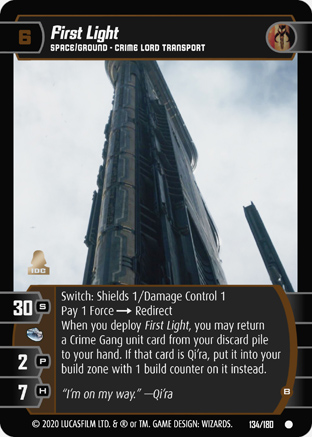 6
First Light
SPACE/GROUND - CRIME LORD TRANSPORT
30 S
2 P
7 H
Switch: Shields 1/Damage Control 1
Pay 1 Force → Redirect
When you deploy First Light, you may return
a Crime Gang unit card from your discard pile
to your hand. If that card is Qi'ra, put it into your
build zone with 1 build counter on it instead.
"I'm on my way." —Qi'ra
B
© 2020 LUCASFILM LTD. & ® or TM. GAME DESIGN: WIZARDS.
134/180